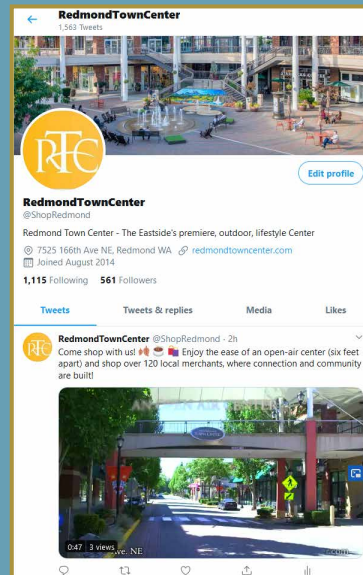 RedmondTownCenter
1,563 Tweets
RTC
Edit profile
RedmondTownCenter
@ShopRedmond
Redmond Town Center - The Eastside's premiere, outdoor, lifestyle Center
7525 166th Ave NE, Redmond WA redmondtowncenter.com
Joined August 2014
1,115 Following 561 Followers
Tweets Tweets & replies Media Likes
RTC
RedmondTownCenter @ShopRedmond · 2h
Come shop with us! Enjoy the ease of an open-air center (six feet
apart) and shop over 120 local merchants, where connection and community
are built!
0:47 3 views ve. NE